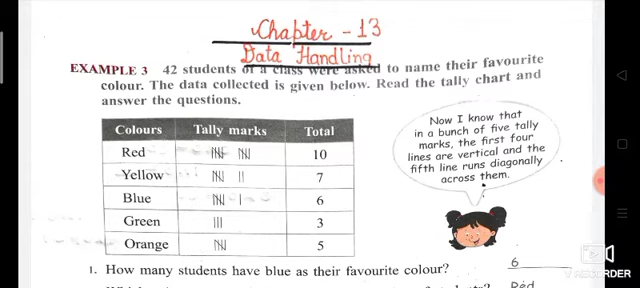 Chapter - 13
Data Handling
EXAMPLE 3 42 students of a class were asked to name their favourite
colour. The data collected is given below. Read the tally chart and
answer the questions.
Colours Tally marks Total
Red 10
Yellow 7
Blue 6
Green 3
Orange 5
Now I know that
in a bunch of five tally
marks, the first four
lines are vertical and the
fifth line runs diagonally
across them.
1. How many students have blue as their favourite colour? 6
Red
V RECORDER